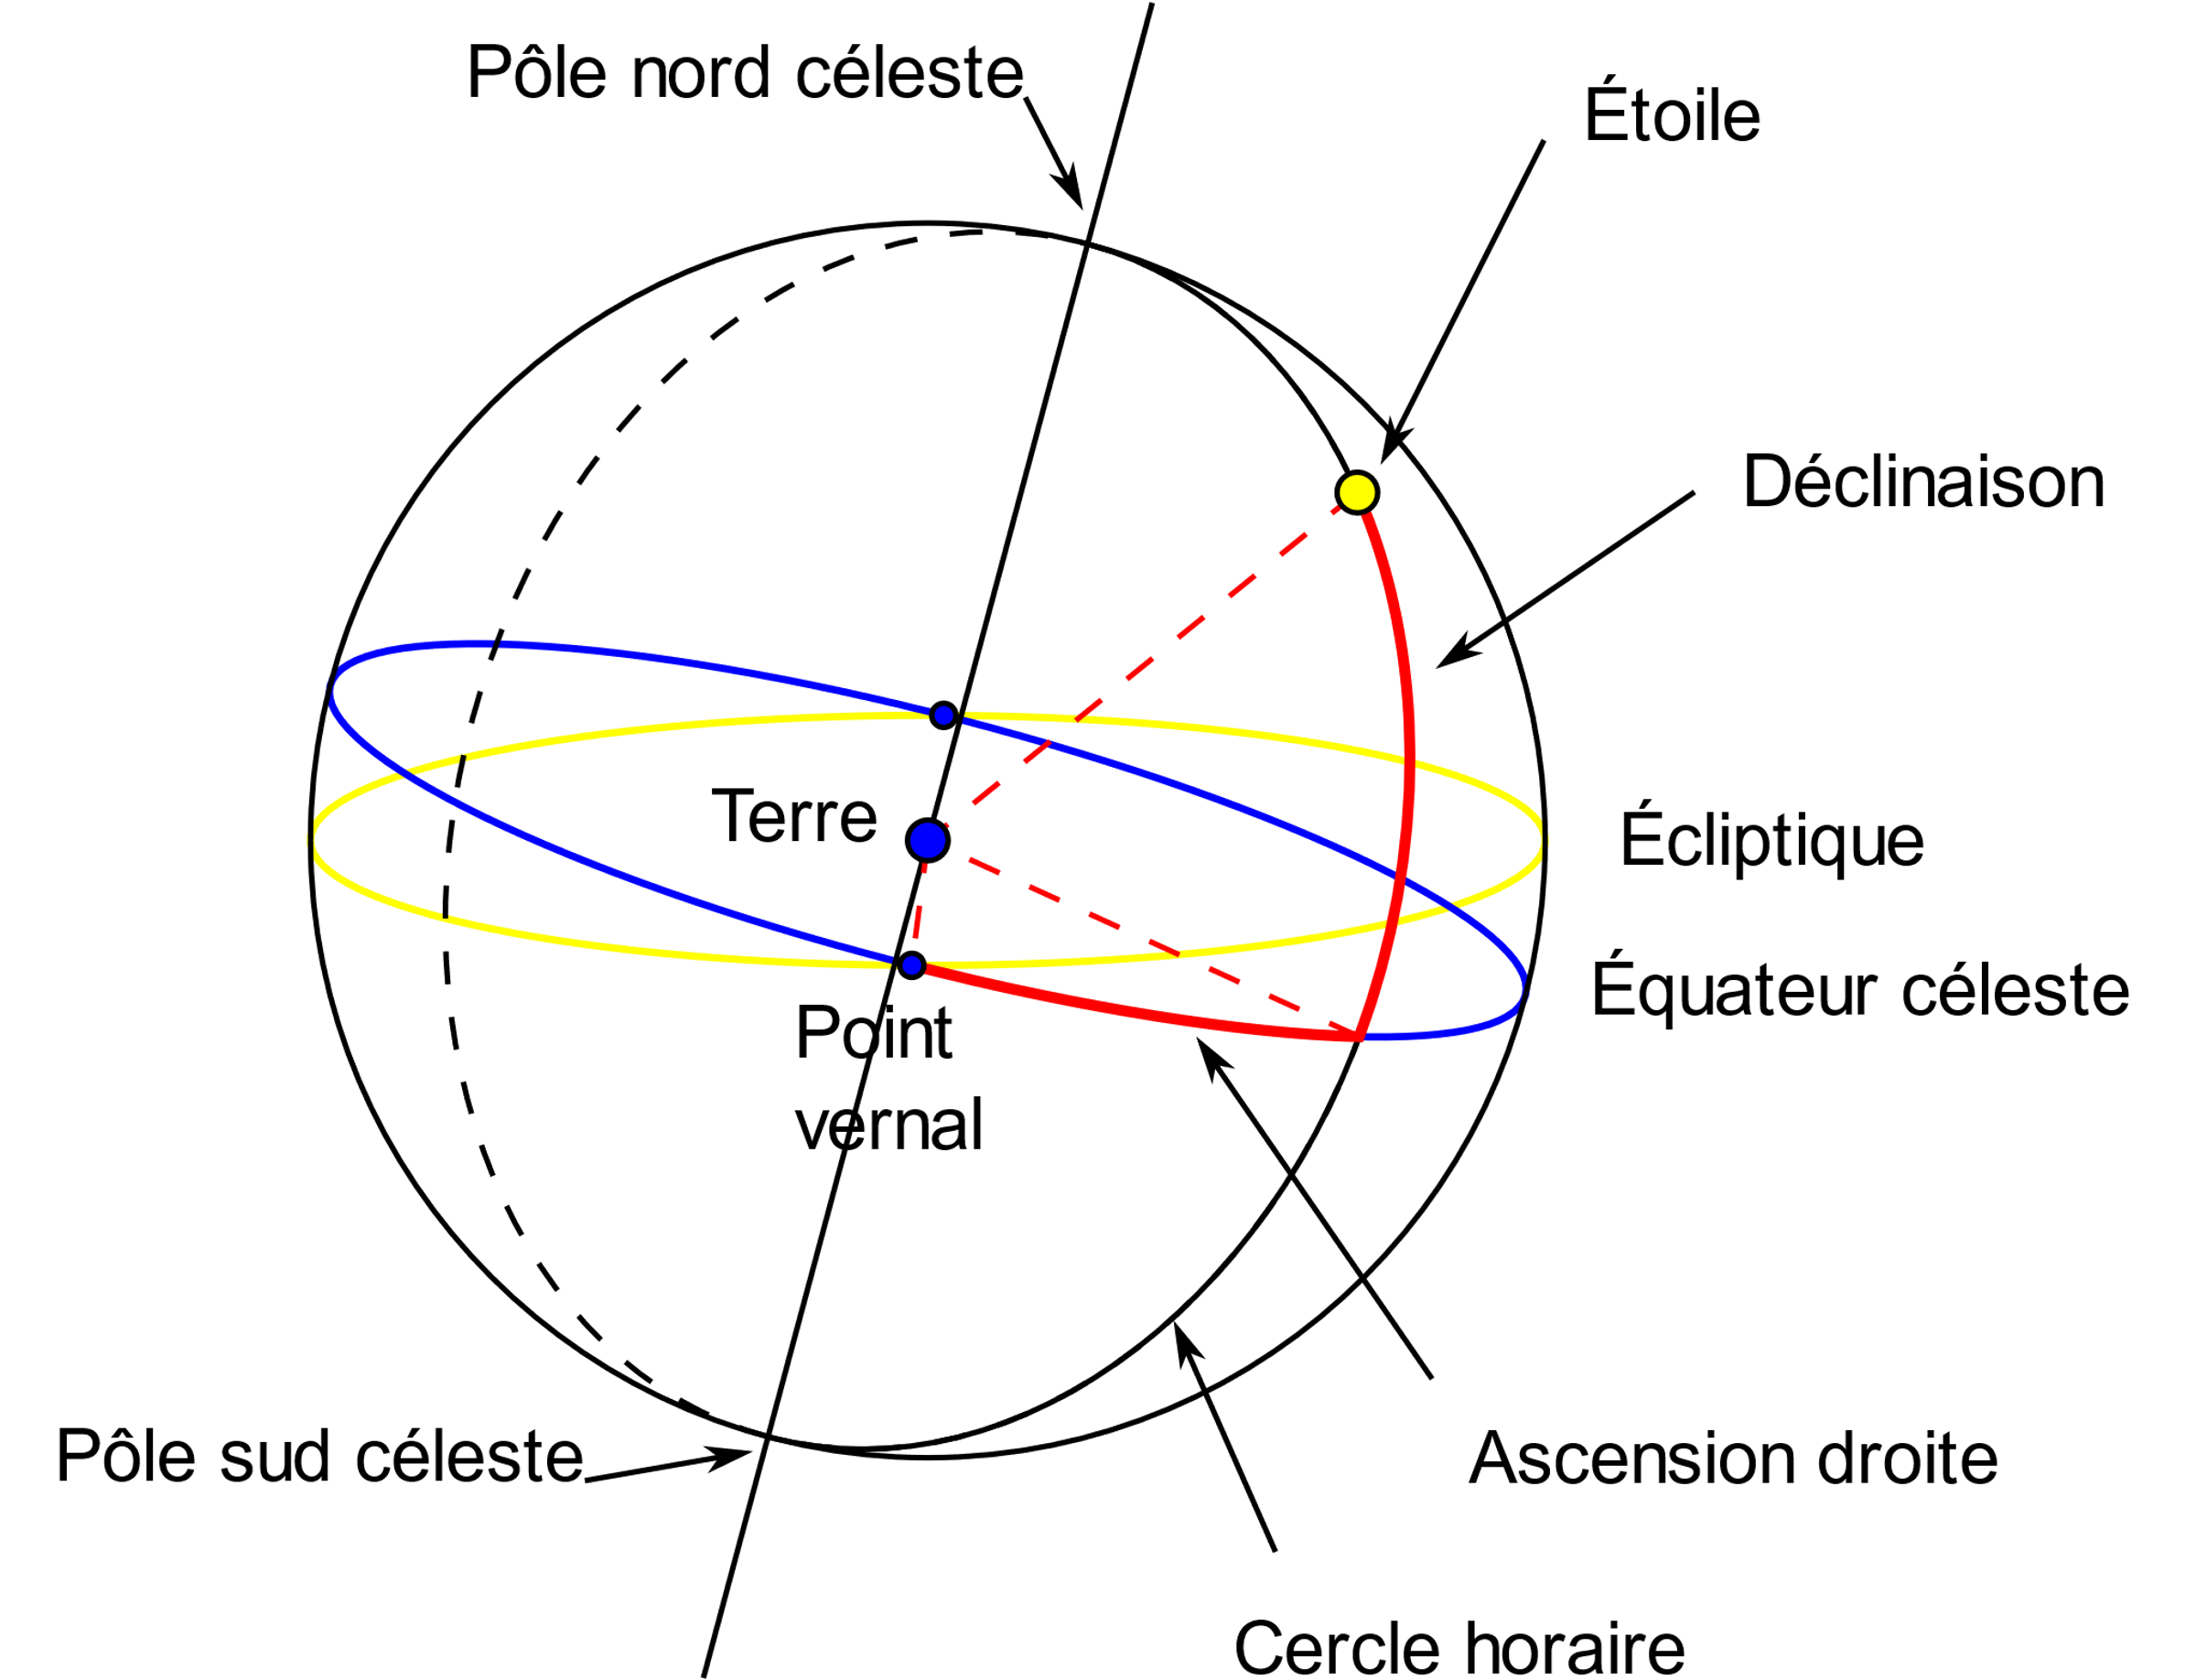 Pôle nord céleste
Étoile
Déclinaison
Terre
Écliptique
Équateur céleste
Point
vernal
Pôle sud céleste
Ascension droite
Cercle horaire